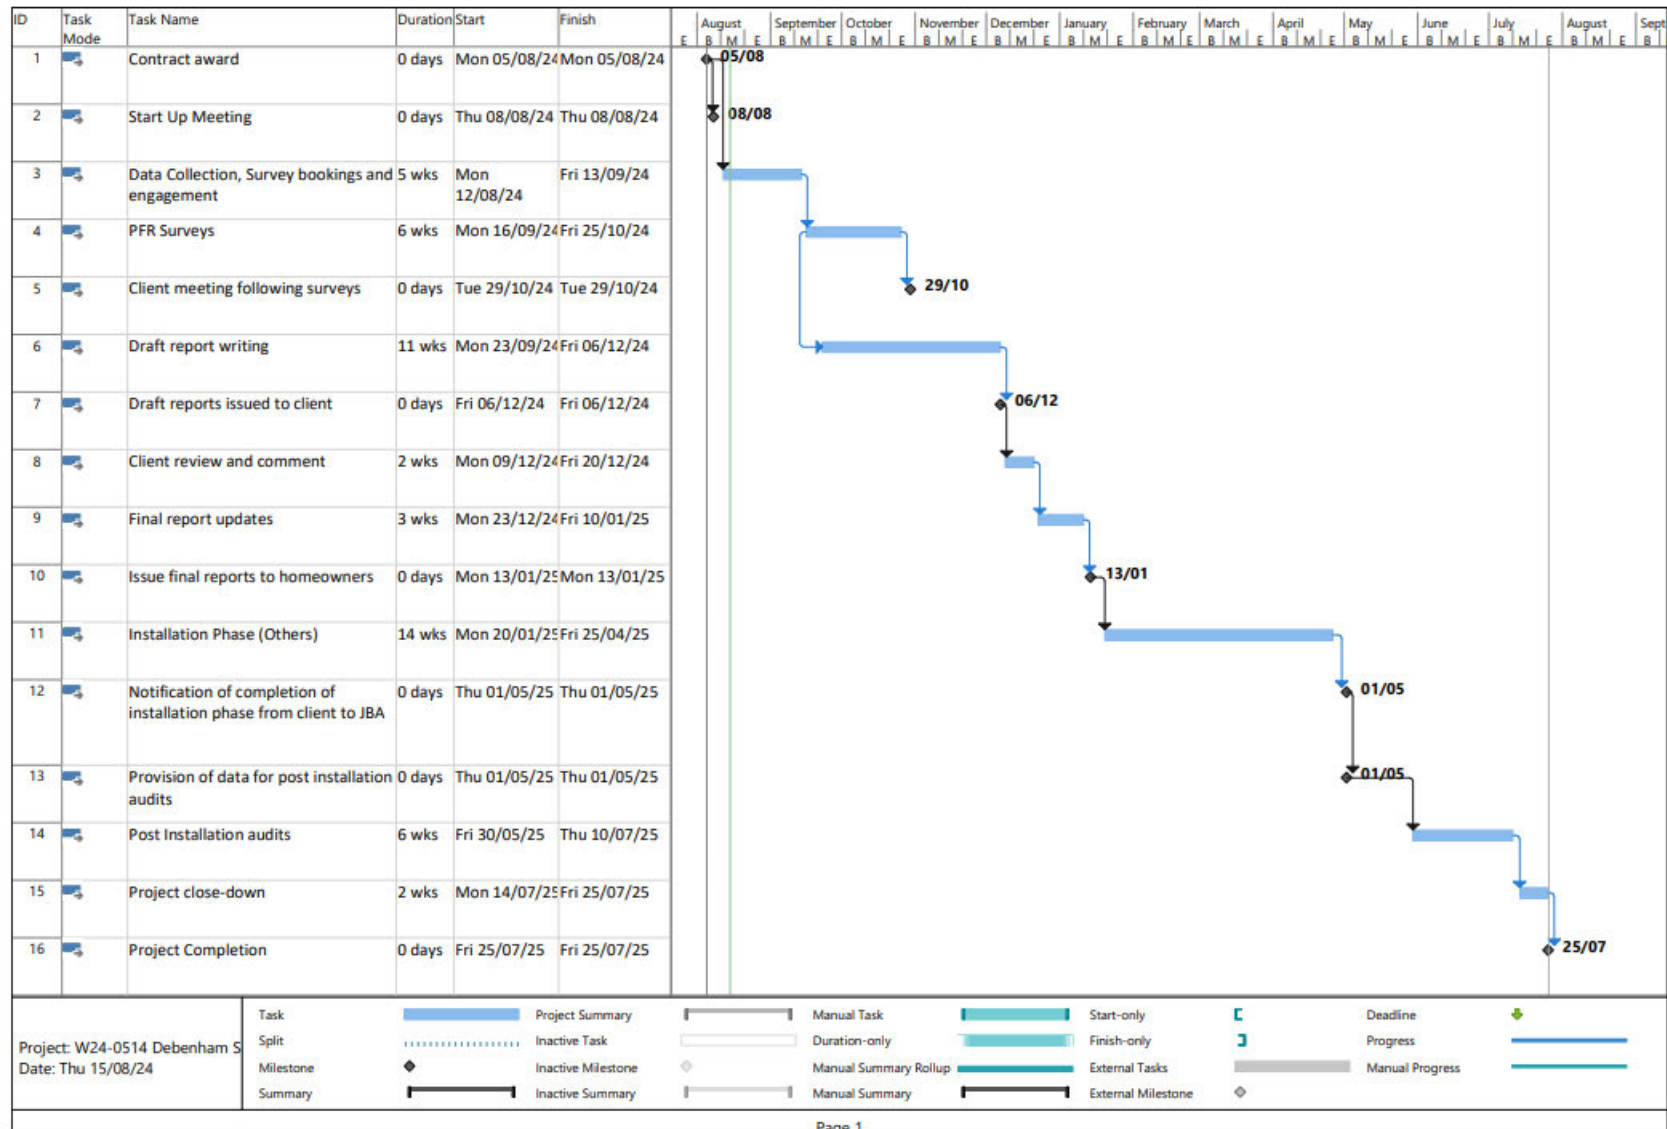 ID Task Task Name Duration Start Finish
Mode
August September October November December January February March April May June July August Sept
E B M E B M E B M E B M E B M E B M E B M E B M E B M E B M E B M E B M E B M E B
1 Contract award 0 days Mon 05/08/24 Mon 05/08/24 05/08
2 Start Up Meeting 0 days Thu 08/08/24 Thu 08/08/24 08/08
3 Data Collection, Survey bookings and 5 wks Mon Fri 13/09/24
engagement 12/08/24
4 PFR Surveys 6 wks Mon 16/09/24 Fri 25/10/24
5 Client meeting following surveys 0 days Tue 29/10/24 Tue 29/10/24 29/10
6 Draft report writing 11 wks Mon 23/09/24 Fri 06/12/24
7 Draft reports issued to client 0 days Fri 06/12/24 Fri 06/12/24 06/12
8 Client review and comment 2 wks Mon 09/12/24 Fri 20/12/24
9 Final report updates 3 wks Mon 23/12/24 Fri 10/01/25
10 Issue final reports to homeowners 0 days Mon 13/01/25 Mon 13/01/25 13/01
11 Installation Phase (Others) 14 wks Mon 20/01/25 Fri 25/04/25
12 Notification of completion of 0 days Thu 01/05/25 Thu 01/05/25 01/05
installation phase from client to JBA
13 Provision of data for post installation 0 days Thu 01/05/25 Thu 01/05/25 01/05
audits
14 Post Installation audits 6 wks Fri 30/05/25 Thu 10/07/25
15 Project close-down 2 wks Mon 14/07/25 Fri 25/07/25
16 Project Completion 0 days Fri 25/07/25 Fri 25/07/25 25/07
Project: W24-0514 Debenham S
Date: Thu 15/08/24
Task Project Summary Manual Task Start-only Deadline
Split Inactive Task Duration-only Finish-only Progress
Milestone Inactive Milestone Manual Summary Rollup External Tasks Manual Progress
Summary Inactive Summary Manual Summary External Milestone
Page 1